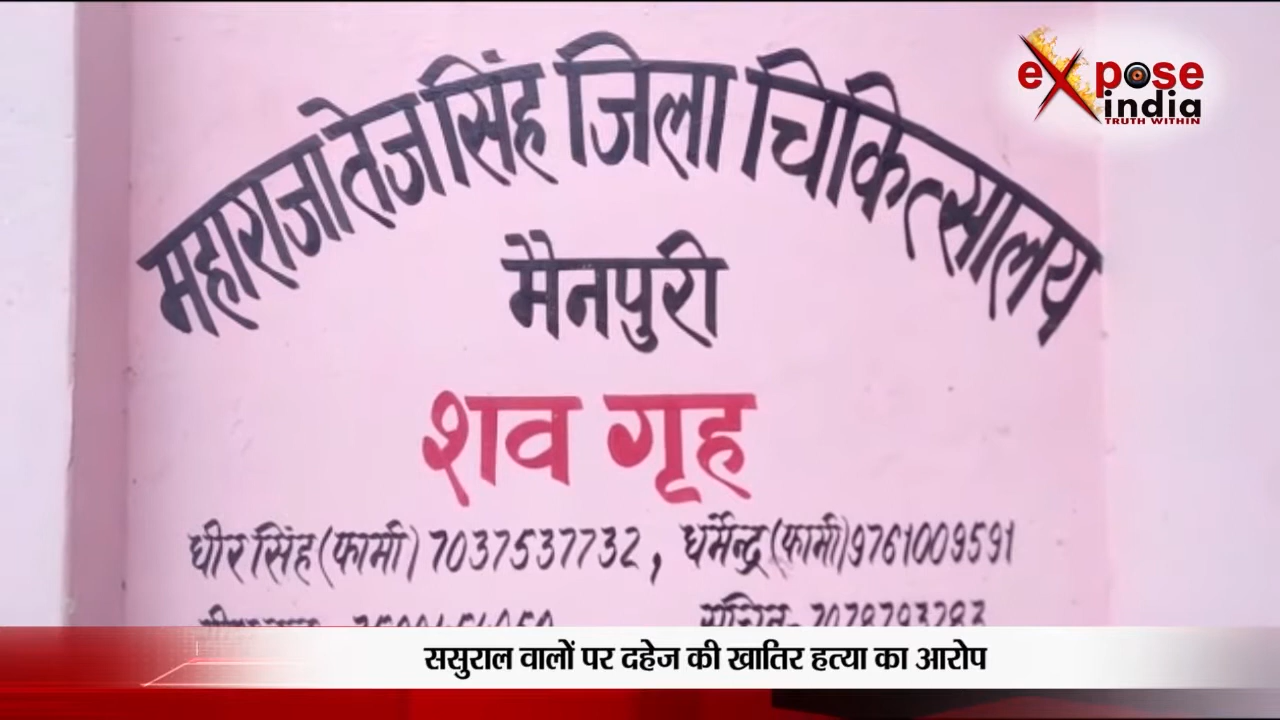 expose
india
TRUTH WITHIN
महाराजा तेज सिंह जिला चिकित्सालय
मैनपुरी
शव गृह
धीर सिंह (फार्मा) 7037537732, धर्मेन्द्र (फार्मा) 9761009591
ससुराल वालों पर दहेज की खातिर हत्या का आरोप